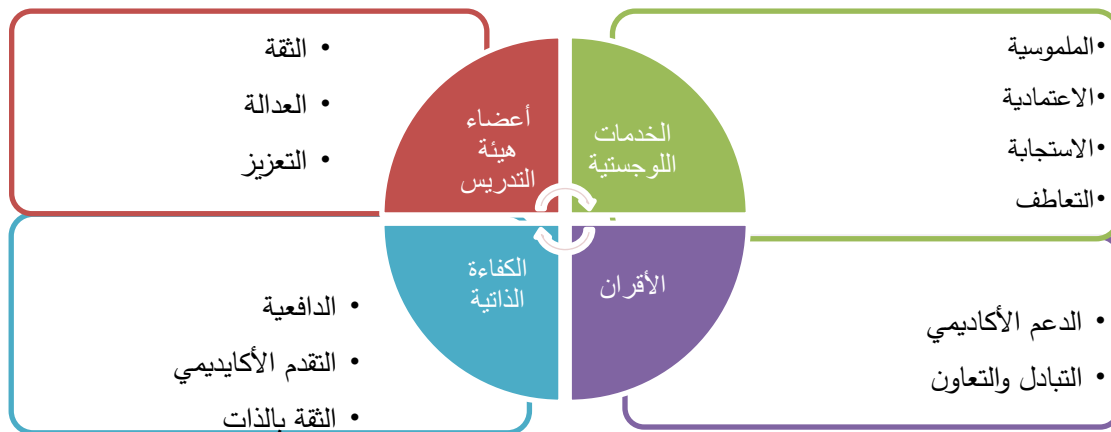 الخدمات
اللوجستية
•الملموسية
•الاعتمادية
•الاستجابة
•التعاطف
أعضاء
هيئة
التدريس
• الثقة
• العدالة
• التعزيز
الأقران
• الدعم الأكاديمي
• التبادل والتعاون
الكفاءة
الذاتية
• الدافعية
• التقدم الأكايديمي
• الثقة بالذات